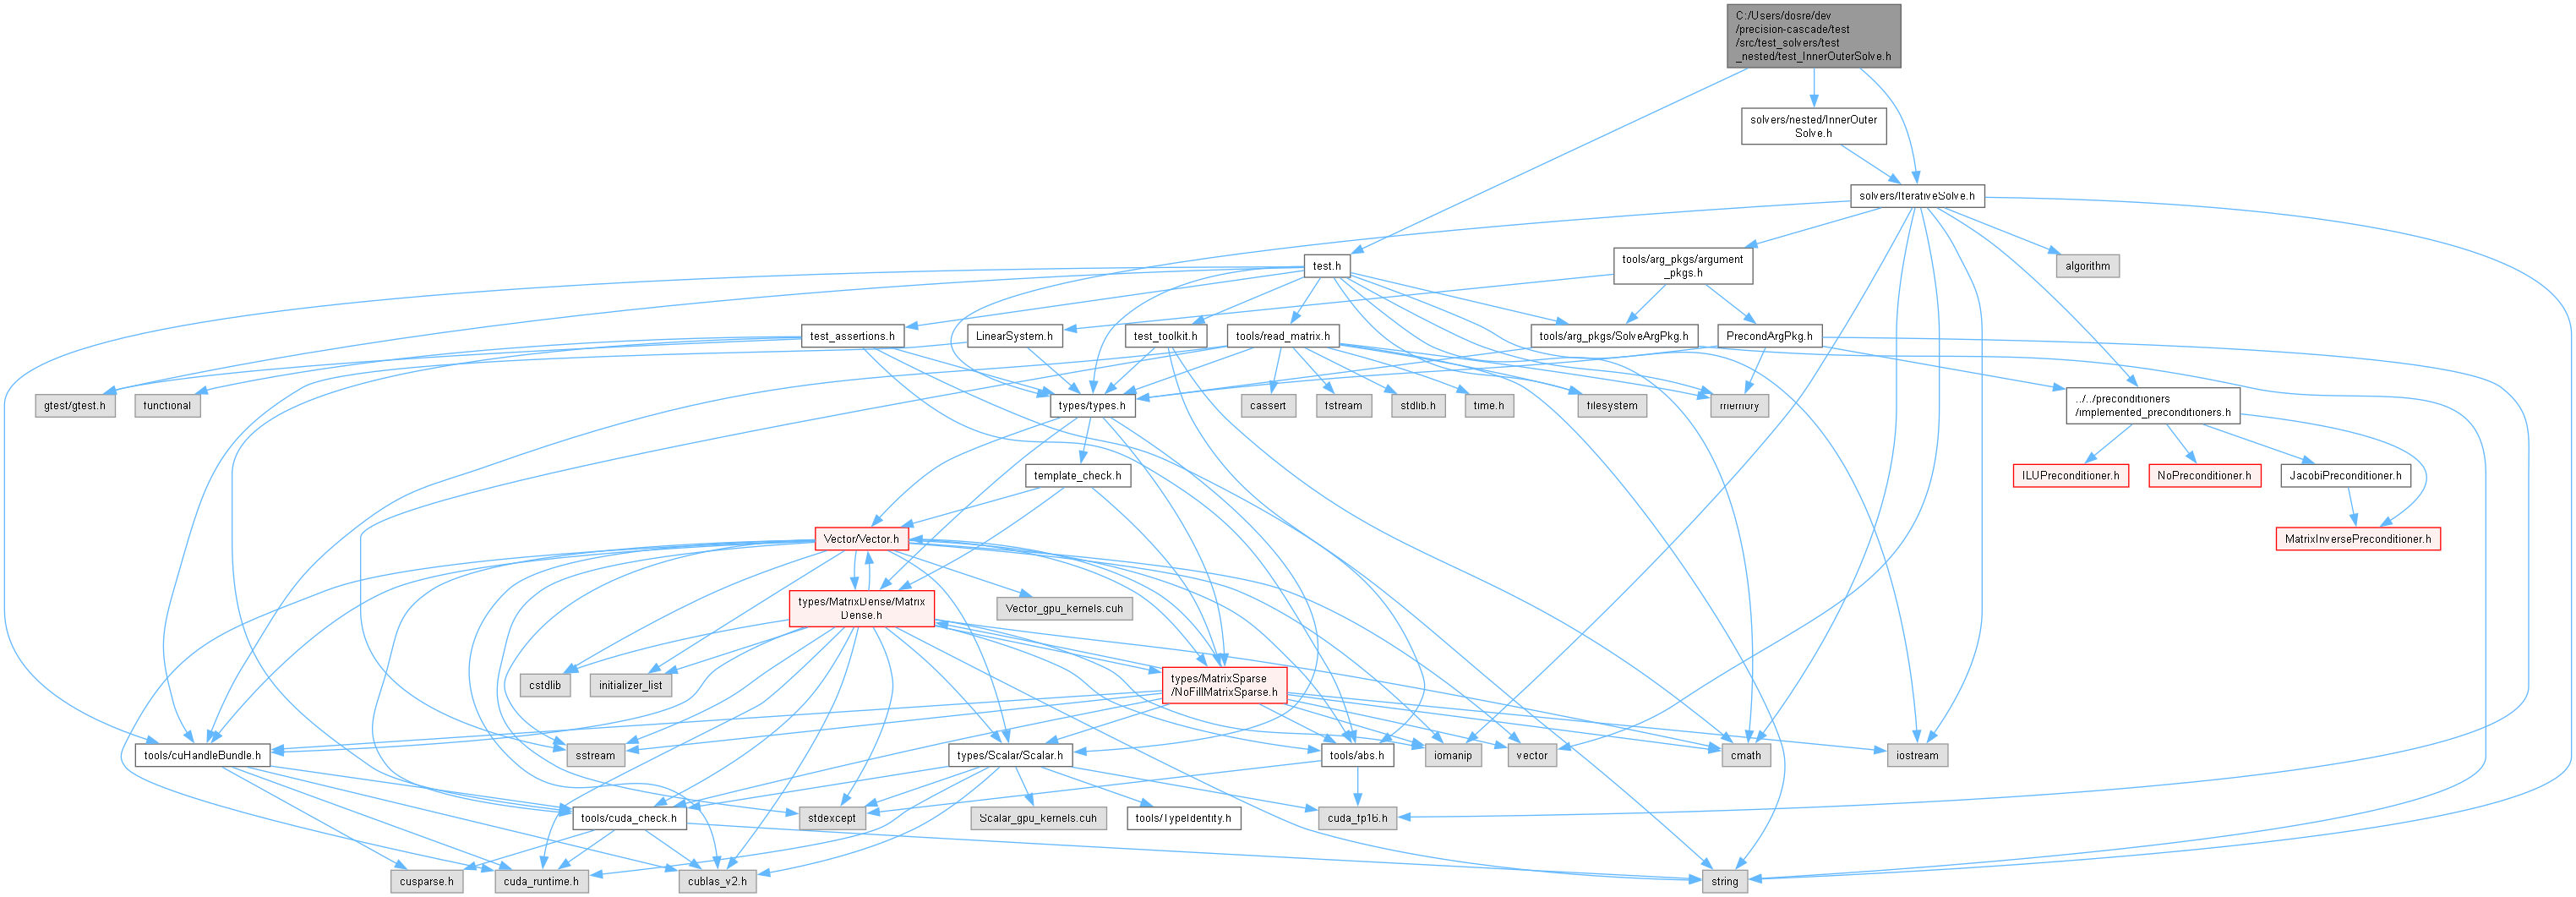 C:/Users/dosre/dev
/precision-cascade/test
/src/test_solvers/test
_nested/test_InnerOuterSolve.h
solvers/nested/InnerOuter
Solve.h
solvers/IterativeSolve.h
test.h
tools/arg_pkgs/argument
_pkgs.h
algorithm
test_assertions.h
LinearSystem.h
test_toolkit.h
tools/read_matrix.h
tools/arg_pkgs/SolveArgPkg.h
PrecondArgPkg.h
gtest/gtest.h
functional
types/types.h
cassert
fstream
stdlib.h
time.h
filesystem
memory
../../preconditioners
/implemented_preconditioners.h
template_check.h
ILUPreconditioner.h
NoPreconditioner.h
JacobiPreconditioner.h
Vector/Vector.h
MatrixInversePreconditioner.h
types/MatrixDense/Matrix
Dense.h
Vector_gpu_kernels.cuh
cstdlib
initializer_list
types/MatrixSparse
/NoFillMatrixSparse.h
tools/cuHandleBundle.h
sstream
types/Scalar/Scalar.h
tools/abs.h
iomanip
vector
cmath
iostream
tools/cuda_check.h
stdexcept
Scalar_gpu_kernels.cuh
tools/TypeIdentity.h
cuda_fp16.h
cusparse.h
cuda_runtime.h
cublas_v2.h
string